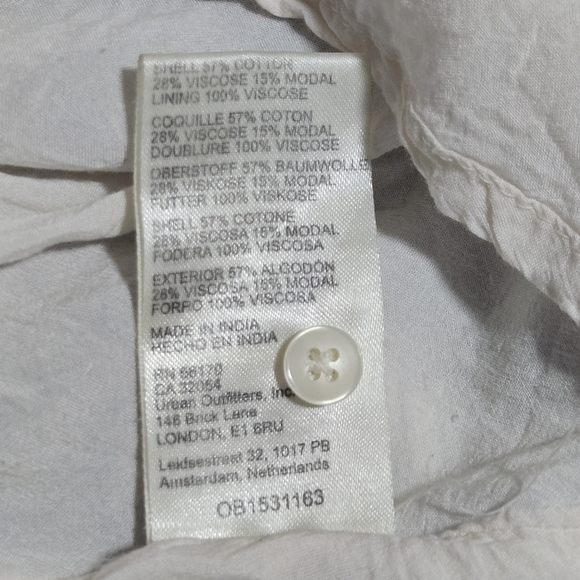 SHELL 57% COTTON
28% VISCOSE 15% MODAL
LINING 100% VISCOSE
COQUILLE 57% COTON
28% VISCOSE 15% MODAL
DOUBLURE 100% VISCOSE
OBERSTOFF 57% BAUMWOLLE
28% VISKOSE 15% MODAL
FUTTER 100% VISKOSE
SHELL 57% COTONE
28% VISCOSA 15% MODAL
FODERA 100% VISCOSA
EXTERIOR 57% ALGODÓN
28% VISCOSA 15% MODAL
FORRO 100% VISCOSA
MADE IN INDIA
HECHO EN INDIA
RN 66170
CA 32054
Urban Outfitters, Inc.
146 Brick Lane
LONDON, E1 6RU
Leidsestraat 32, 1017 PB
Amsterdam, Netherlands
OB1531163